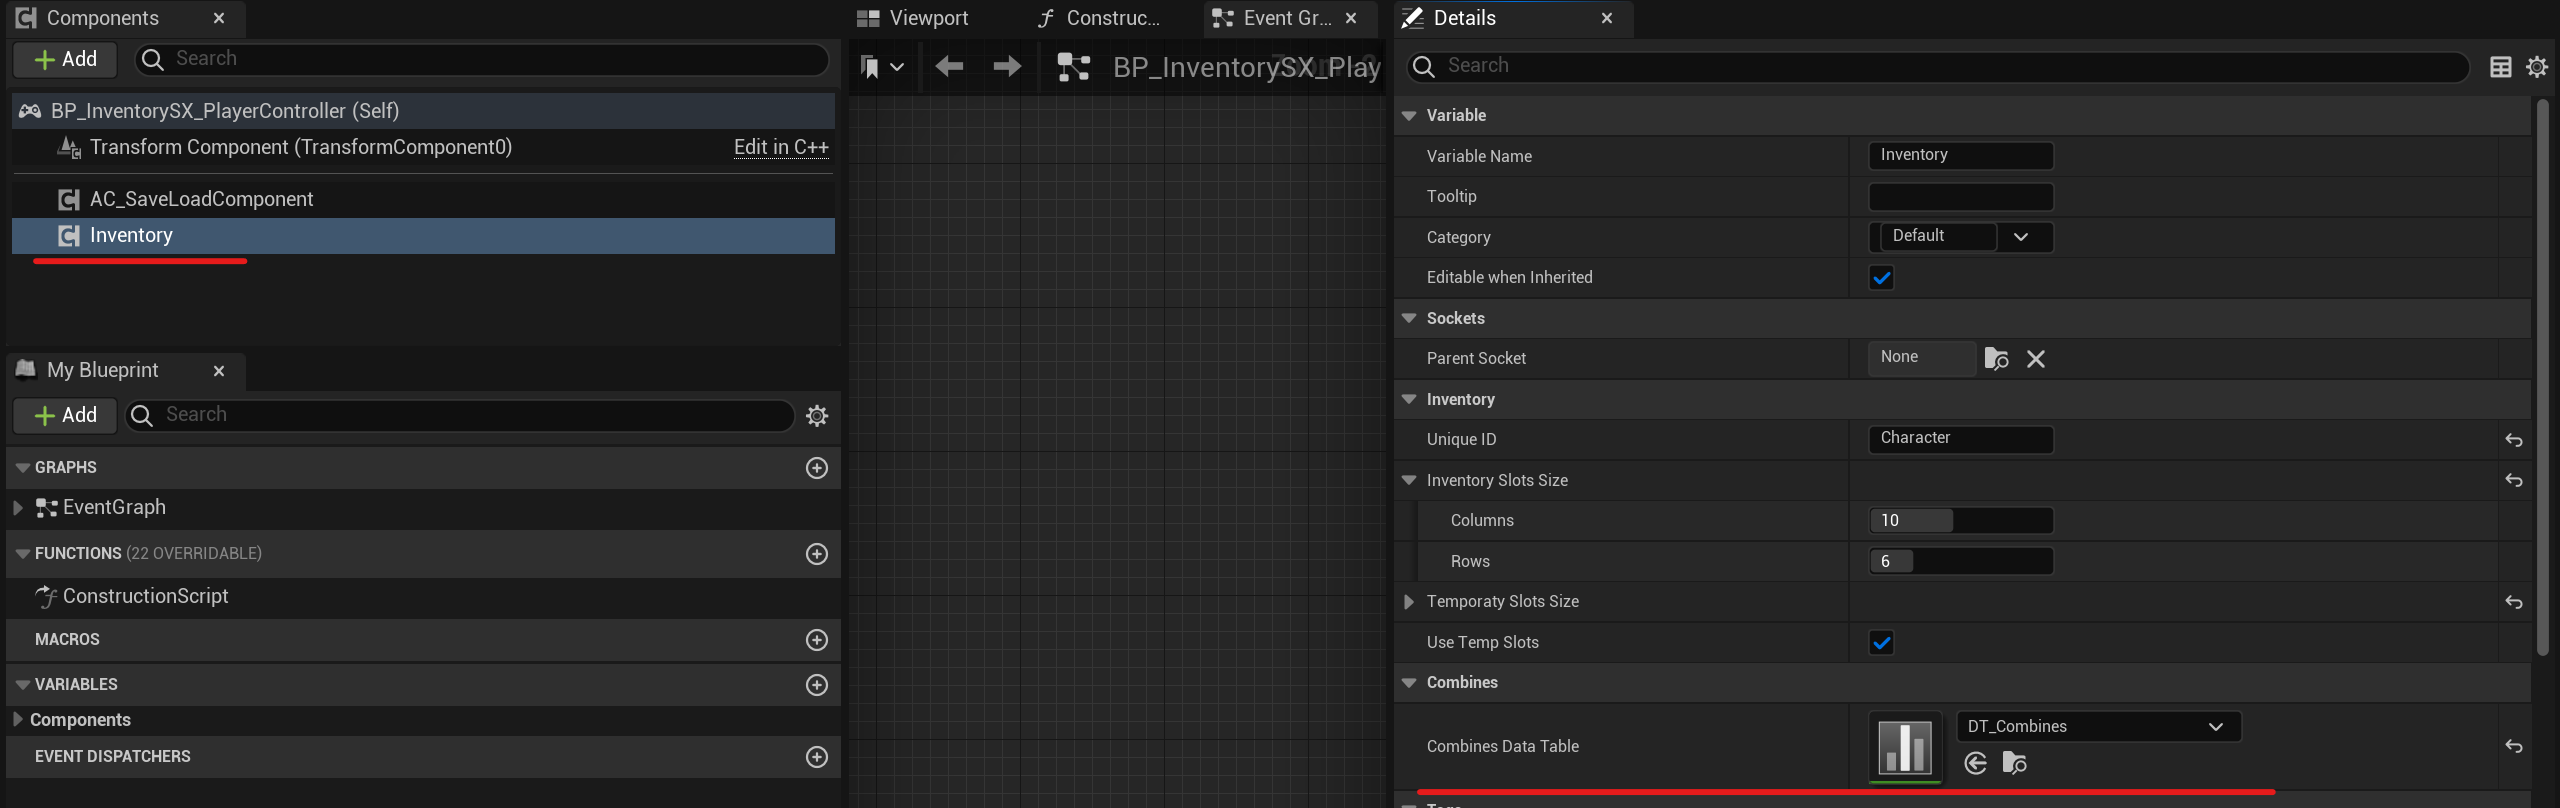 Components
Add
Search
BP_InventorySX_PlayerController (Self)
Transform Component (TransformComponent0)
Edit in C++
AC_SaveLoadComponent
Inventory
My Blueprint
Add
Search
GRAPHS
EventGraph
FUNCTIONS (22 OVERRIDABLE)
ConstructionScript
MACROS
VARIABLES
Components
EVENT DISPATCHERS
Viewport
Construc...
Event Gr...
BP_InventorySX_Play
Details
Search
Variable
Variable Name
Inventory
Tooltip
Category
Default
Editable when Inherited
Sockets
Parent Socket
None
Inventory
Unique ID
Character
Inventory Slots Size
Columns
10
Rows
6
Temporaty Slots Size
Use Temp Slots
Combines
Combines Data Table
DT_Combines